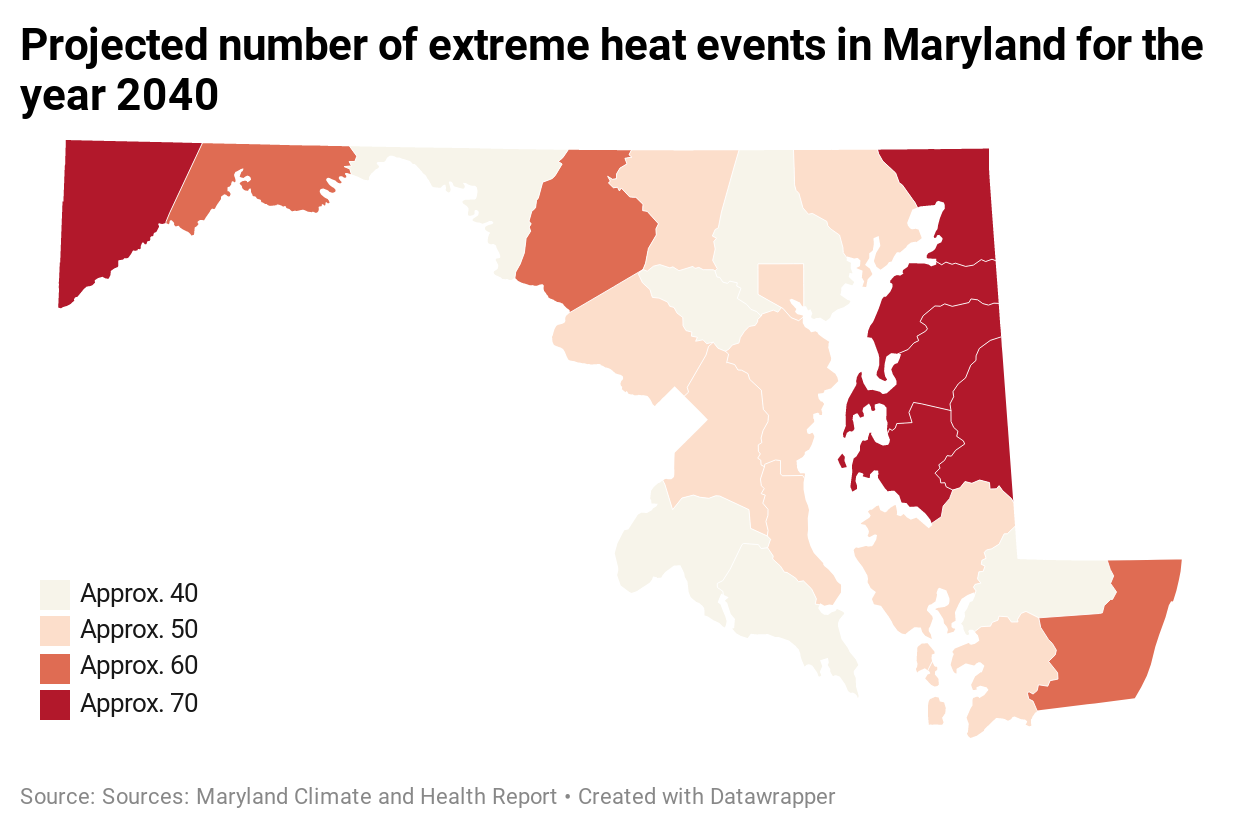 Projected number of extreme heat events in Maryland for the
year 2040
Approx. 40
Approx. 50
Approx. 60
Approx. 70
Source: Sources: Maryland Climate and Health Report • Created with Datawrapper